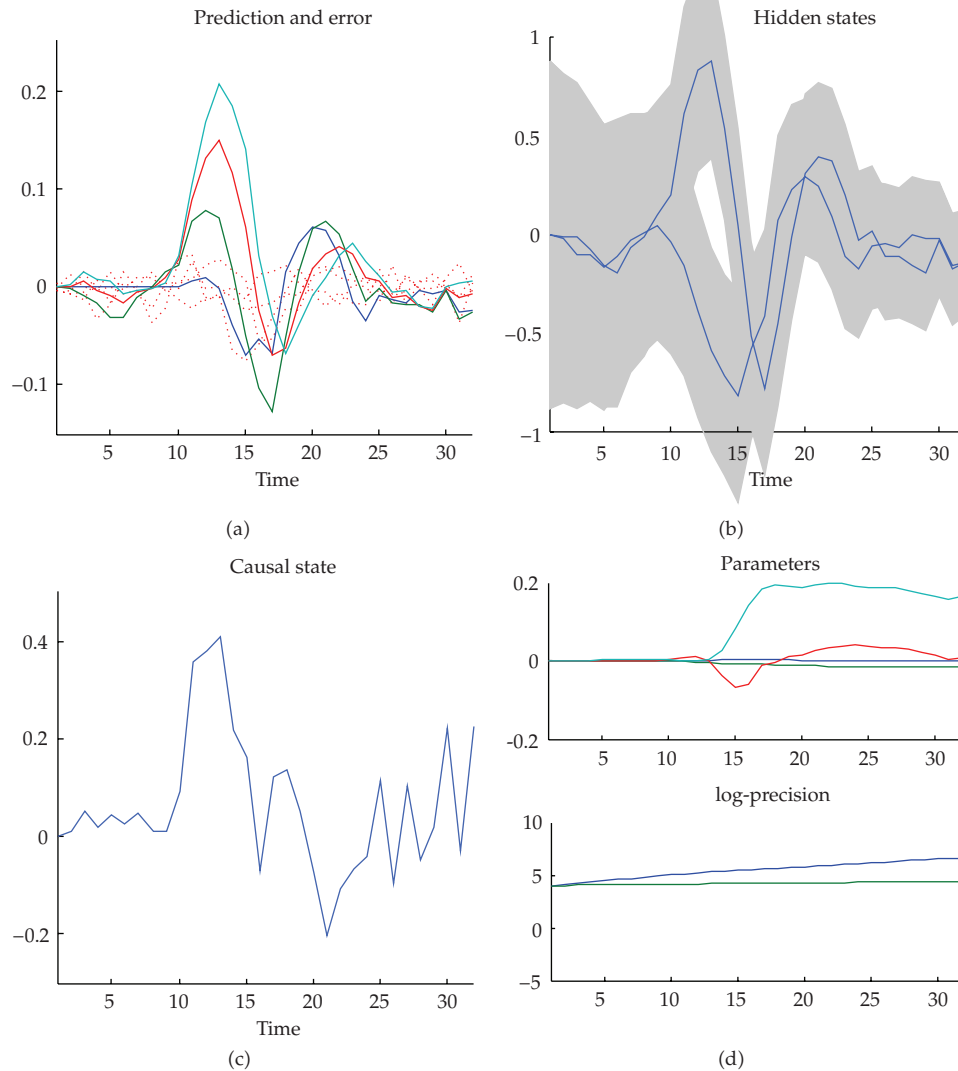 Prediction and error
0.2
0.1
0
−0.1
5 10 15 20 25 30
Time
(a)
Hidden states
1
0.5
0
−0.5
−1
5 10 15 20 25 30
Time
(b)
Causal state
0.4
0.2
0
−0.2
5 10 15 20 25 30
Time
(c)
Parameters
0.2
0
-0.2
5 10 15 20 25 30
log-precision
10
5
0
−5
5 10 15 20 25 30
(d)